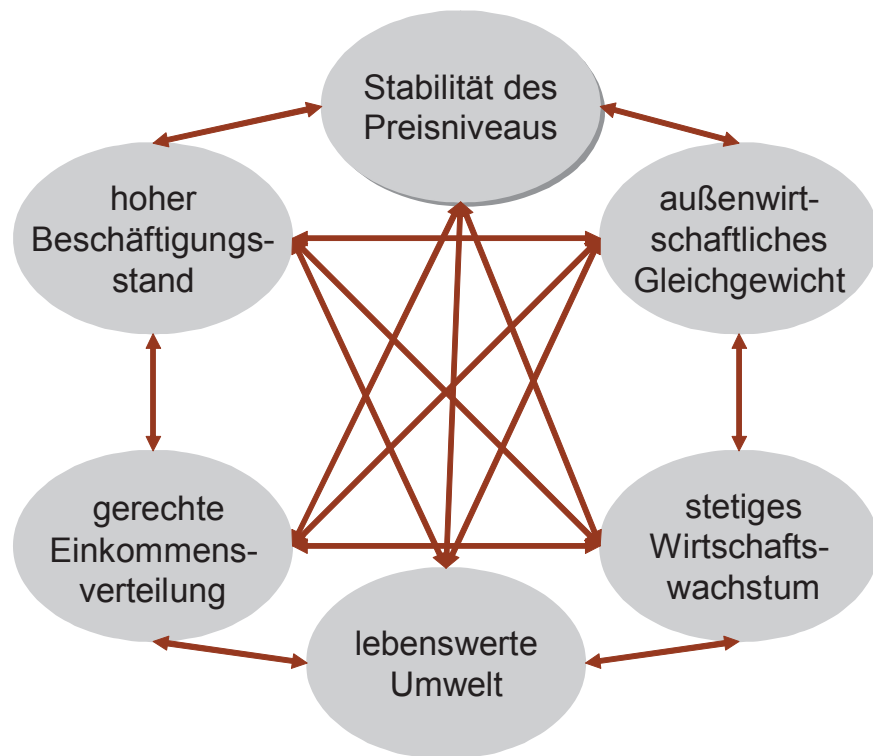 Stabilität des
Preisniveaus
hoher
Beschäftigungs-
stand
außenwirt-
schaftliches
Gleichgewicht
gerechte
Einkommens-
verteilung
stetiges
Wirtschafts-
wachstum
lebenswerte
Umwelt